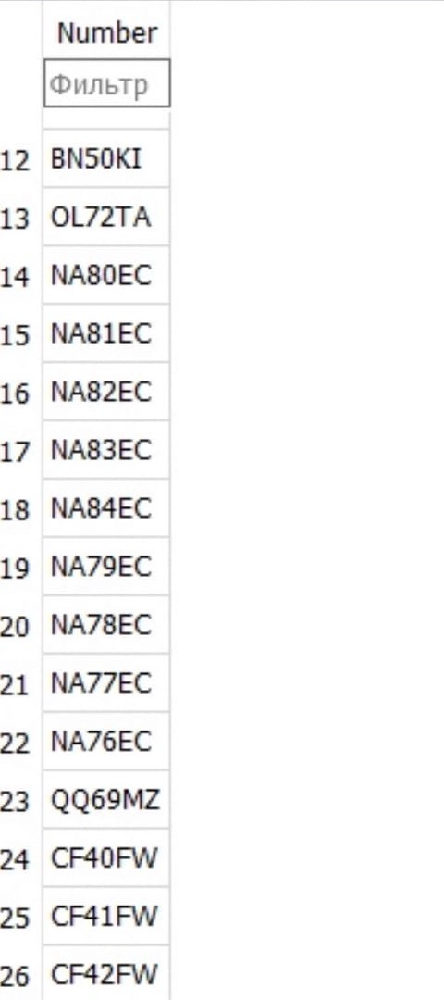 Number
Фильтр
12 BN50KI
13 OL72TA
14 NA80EC
15 NA81EC
16 NA82EC
17 NA83EC
18 NA84EC
19 NA79EC
20 NA78EC
21 NA77EC
22 NA76EC
23 QQ69MZ
24 CF40FW
25 CF41FW
26 CF42FW